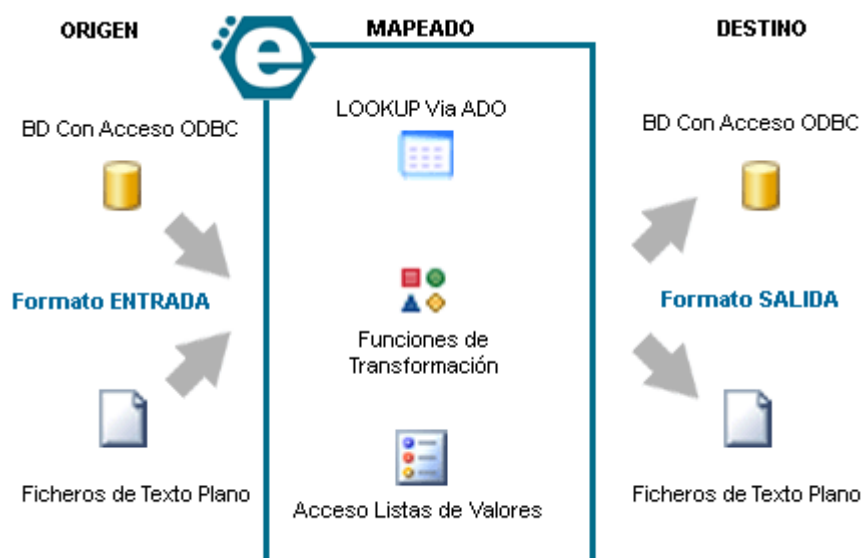 ORIGEN
MAPEADO
DESTINO
e
BD Con Acceso ODBC
LOOKUP Via ADO
BD Con Acceso ODBC
Formato ENTRADA
Formato SALIDA
Funciones de
Transformación
Ficheros de Texto Plano
Acceso Listas de Valores
Ficheros de Texto Plano